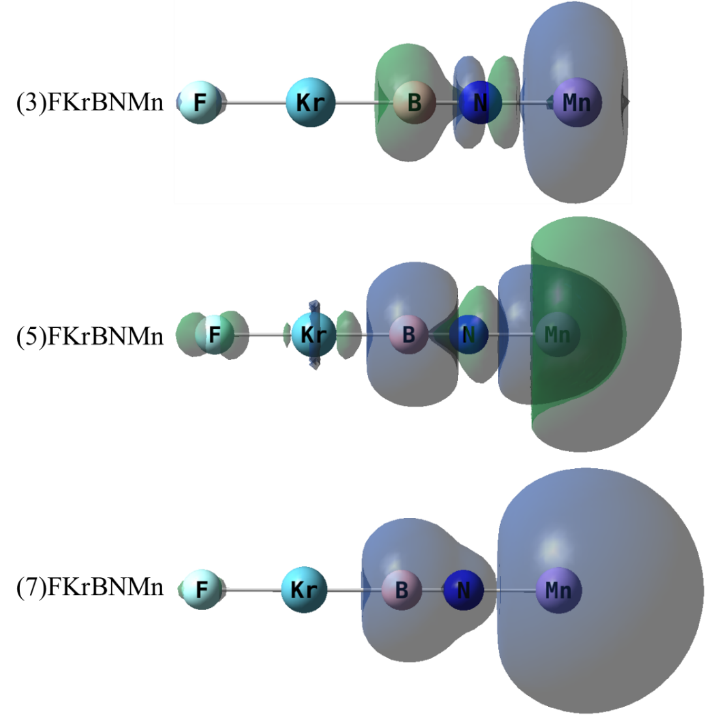 (3)FKrBNMn F Kr B N Mn
(5)FKrBNMn F Kr B N Mn
(7)FKrBNMn F Kr B N Mn